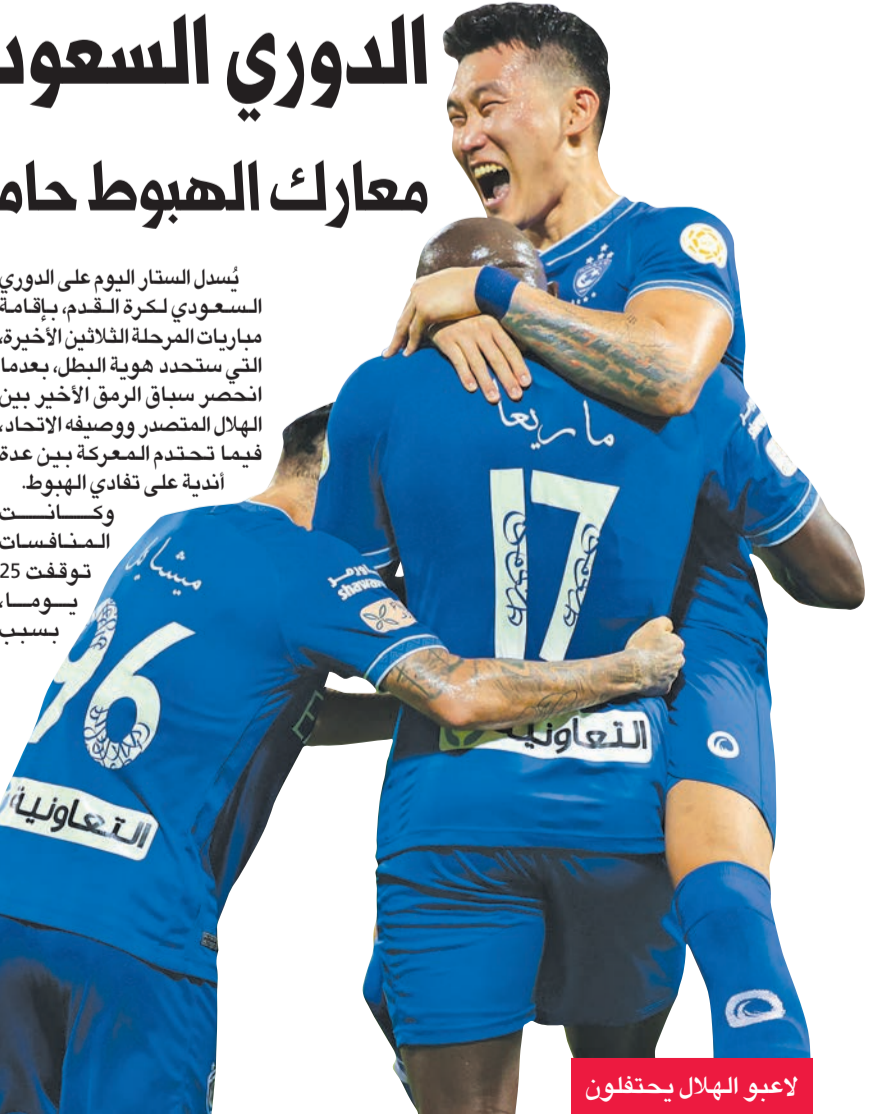 الدوري السعود
معارك الهبوط حام
يُسدل الستار اليوم على الدوري
السعودي لكرة القدم، بإقامة
مباريات المرحلة الثلاثين الأخيرة،
التي ستحدد هوية البطل، بعدما
انحصر سباق الرمق الأخير بين
الهلال المتصدر ووصيفه الاتحاد،
فيما تحتدم المعركة بين عدة
أندية على تفادي الهبوط.
وكـــانـــت
المنافسات
توقفت 25
يـــومـــا،
بسبب
ماريغا
17
ميشايل
96
التعاونية
التعاونية
لاعبو الهلال يحتفلون